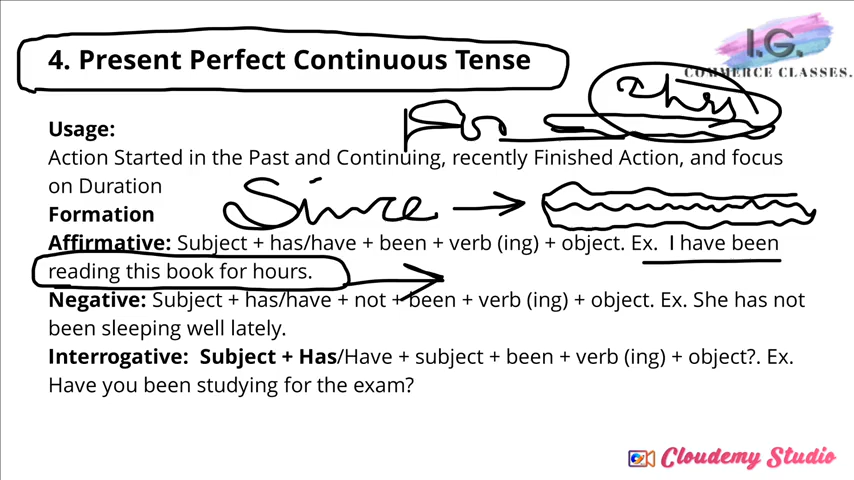 4. Present Perfect Continuous Tense
I.G.
COMMERCE CLASSES.
2 hrs
For
Usage:
Action Started in the Past and Continuing, recently Finished Action, and focus
on Duration
Since
Formation
Affirmative: Subject + has/have + been + verb (ing) + object. Ex. I have been
reading this book for hours.
Negative: Subject + has/have + not + been + verb (ing) + object. Ex. She has not
been sleeping well lately.
Interrogative: Subject + Has/Have + subject + been + verb (ing) + object?. Ex.
Have you been studying for the exam?
Cloudemy Studio